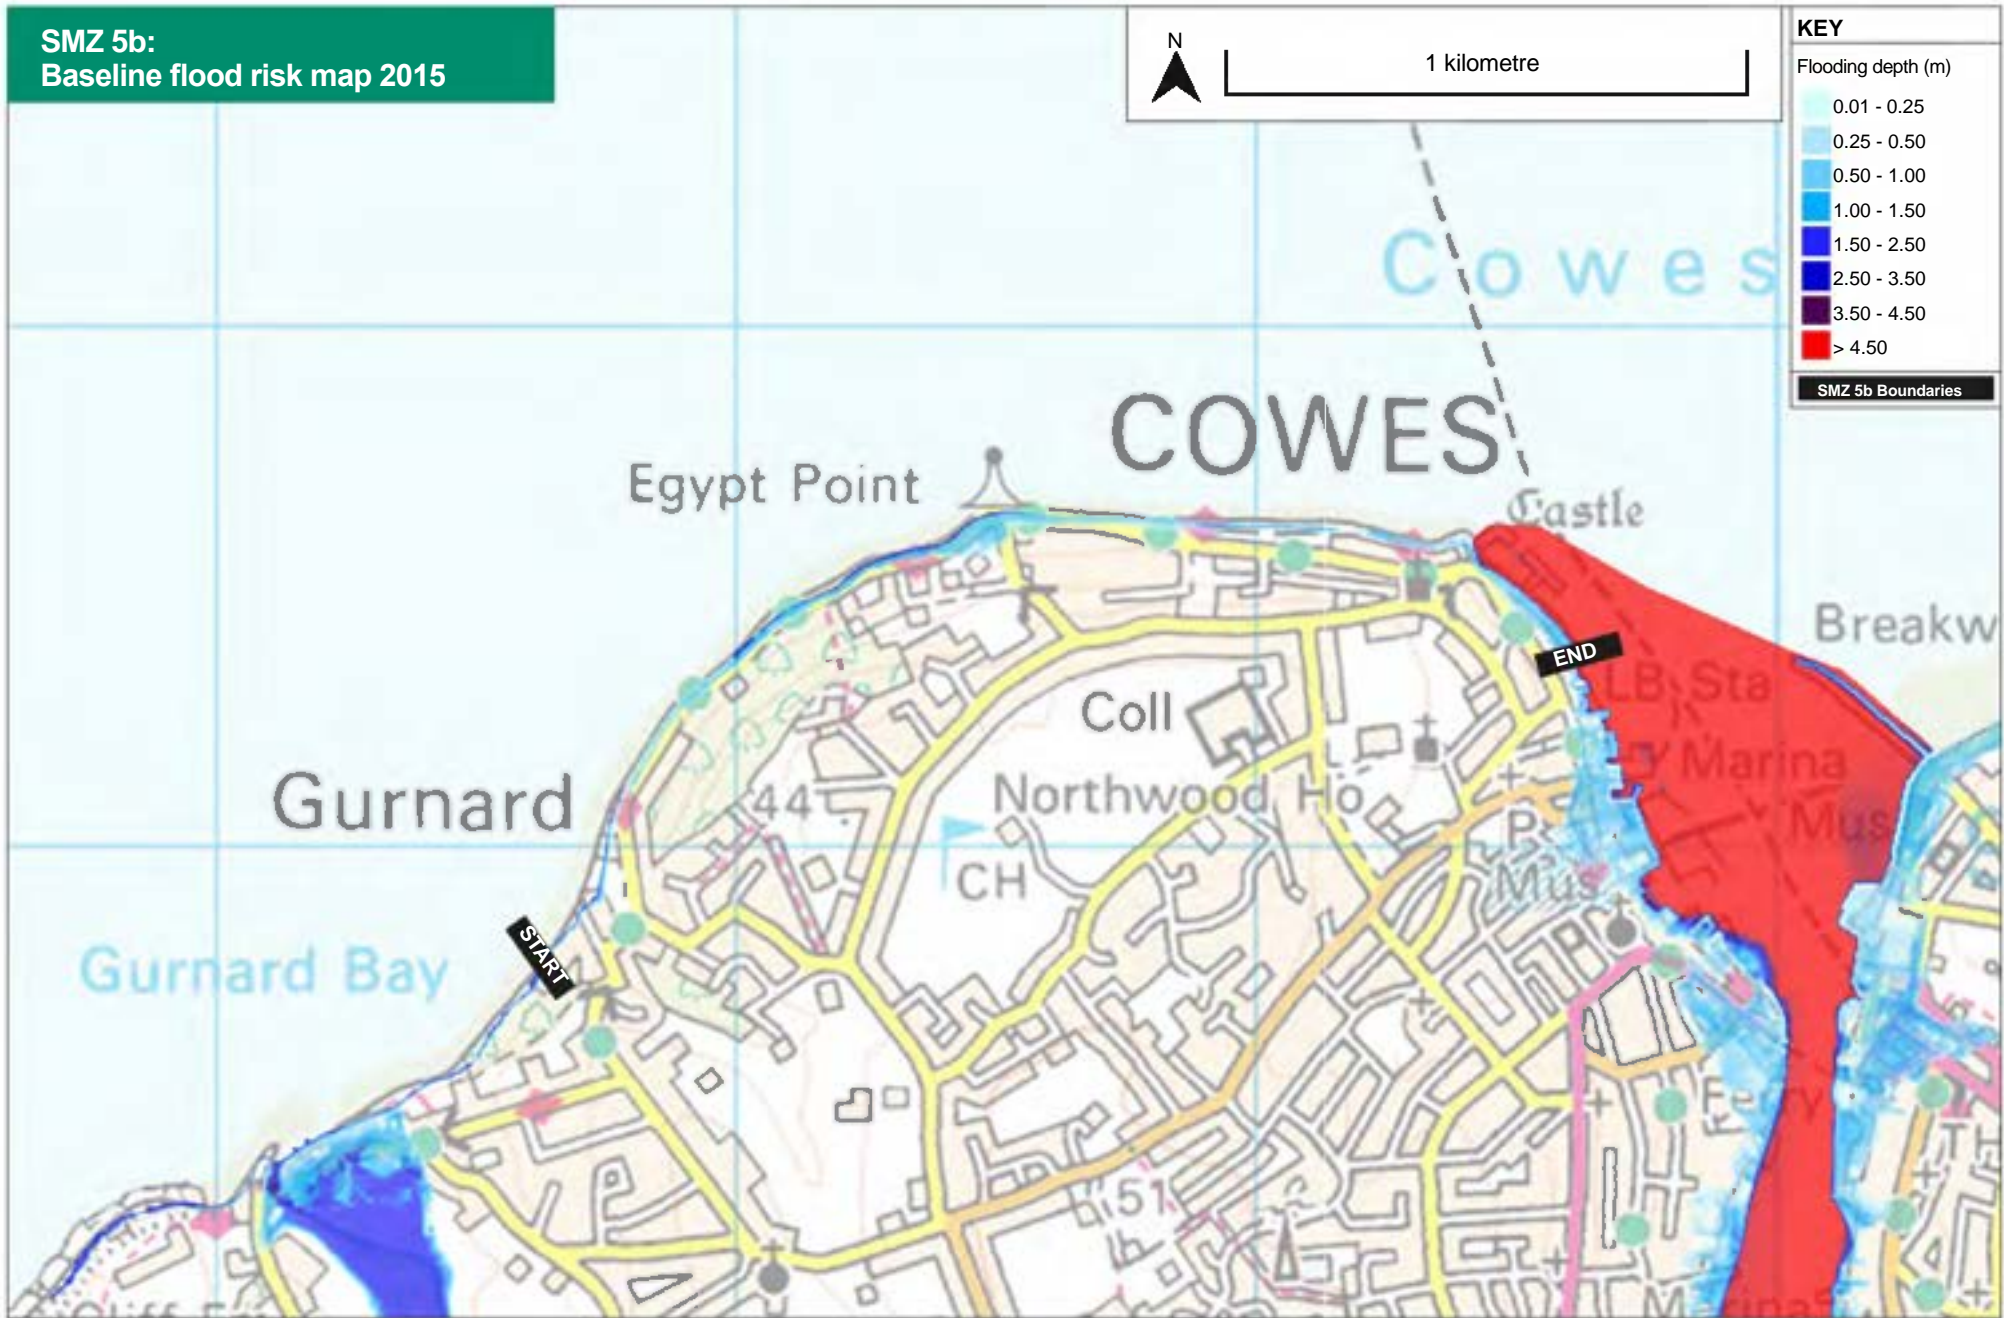 SMZ 5b:
Baseline flood risk map 2015
N
1 kilometre
KEY
Flooding depth (m)
0.01 - 0.25
0.25 - 0.50
0.50 - 1.00
1.00 - 1.50
1.50 - 2.50
2.50 - 3.50
3.50 - 4.50
> 4.50
SMZ 5b Boundaries
Cowes
COWES
Egypt Point
Castle
Breakw
END
LB Sta
Coll
Marina
Gurnard
44
Northwood Ho
Mus
P
CH
Mus
START
Gurnard Bay
51